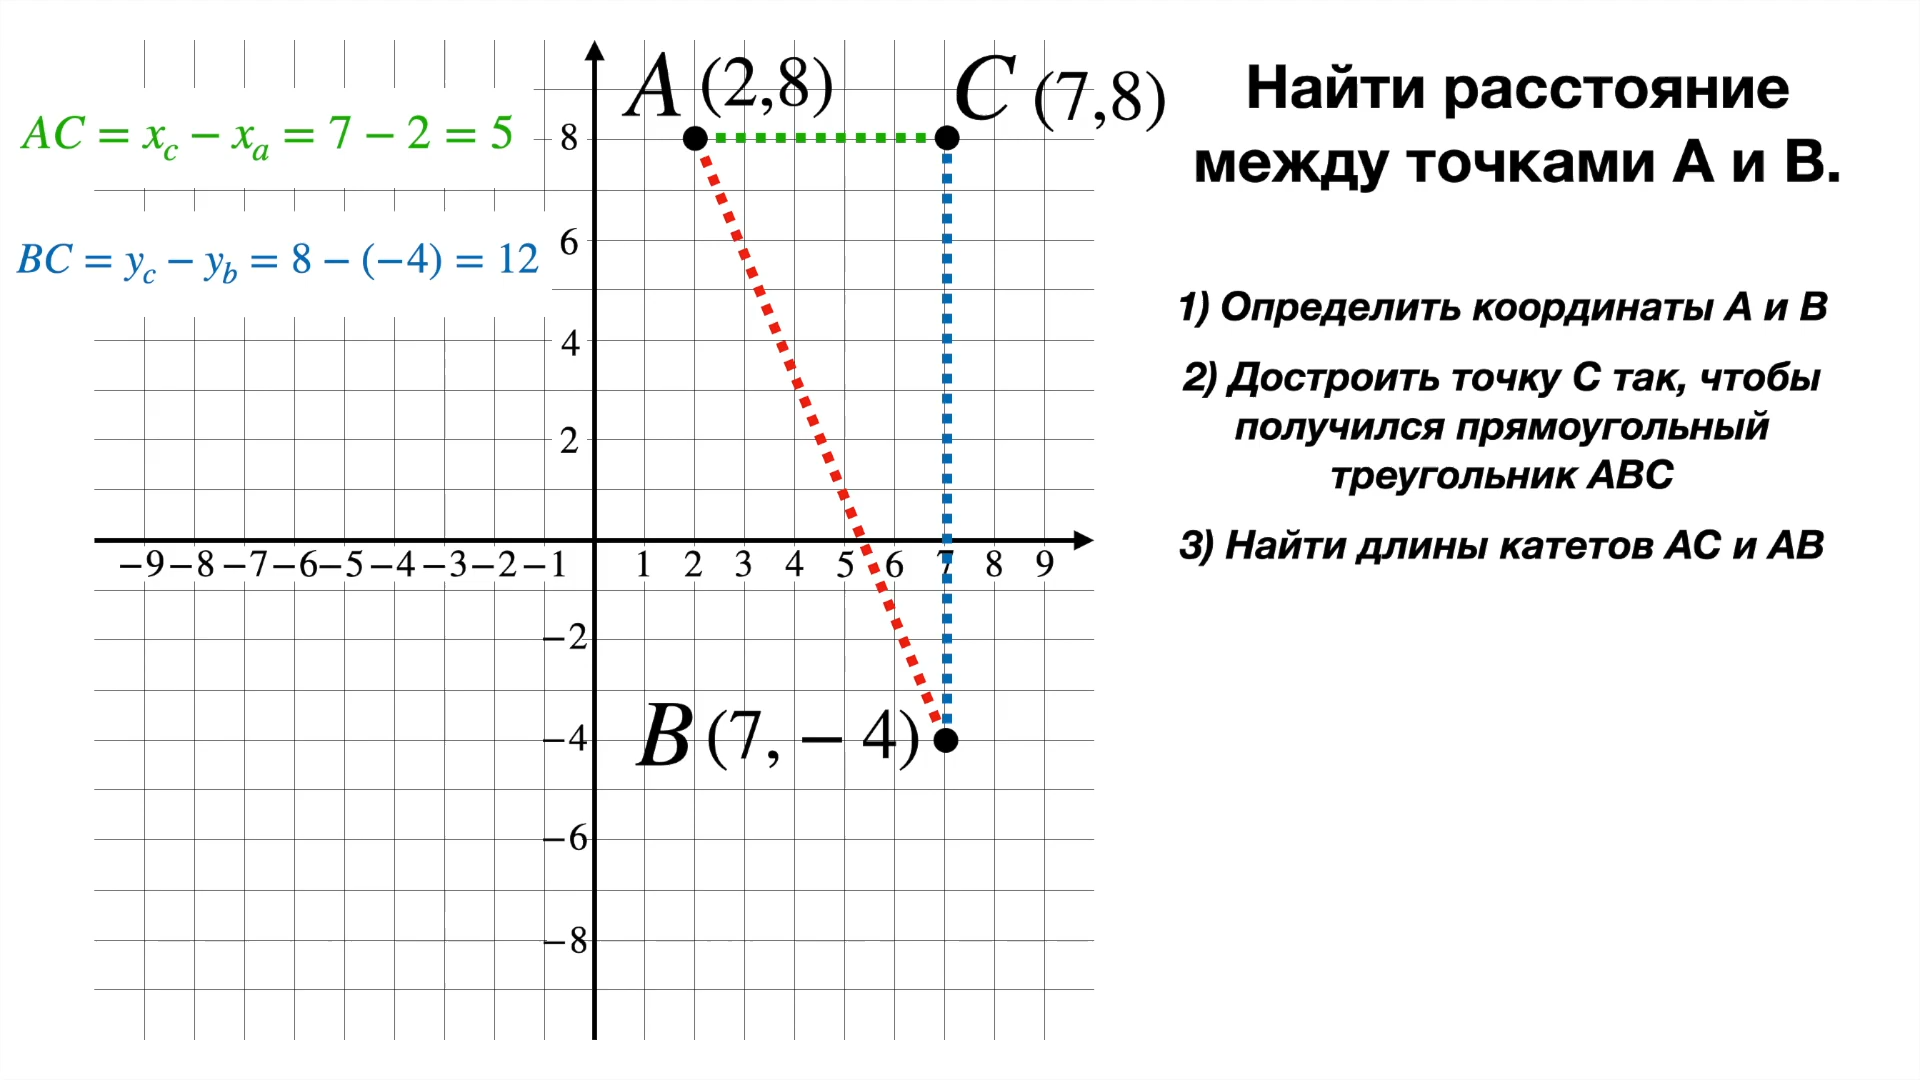 A (2,8)
C (7,8)
AC = x_c − x_a = 7 − 2 = 5
BC = y_c − y_b = 8 − (−4) = 12
8
6
4
2
−9 −8 −7 −6 −5 −4 −3 −2 −1 1 2 3 4 5 6 7 8 9
−2
−4
−6
−8
B (7, − 4)
Найти расстояние
между точками А и В.
1) Определить координаты А и В
2) Достроить точку С так, чтобы
получился прямоугольный
треугольник АВС
3) Найти длины катетов АС и АВ